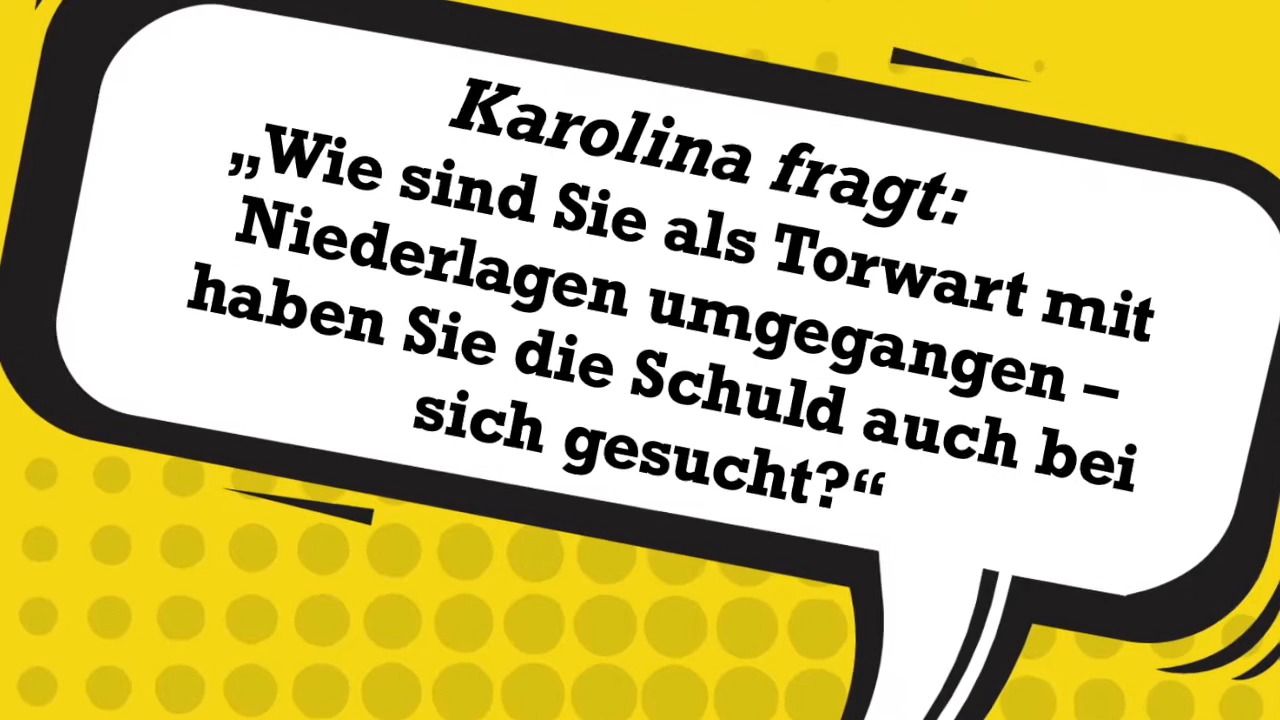 Karolina fragt:
„Wie sind Sie als Torwart mit
Niederlagen umgegangen –
haben Sie die Schuld auch bei
sich gesucht?“